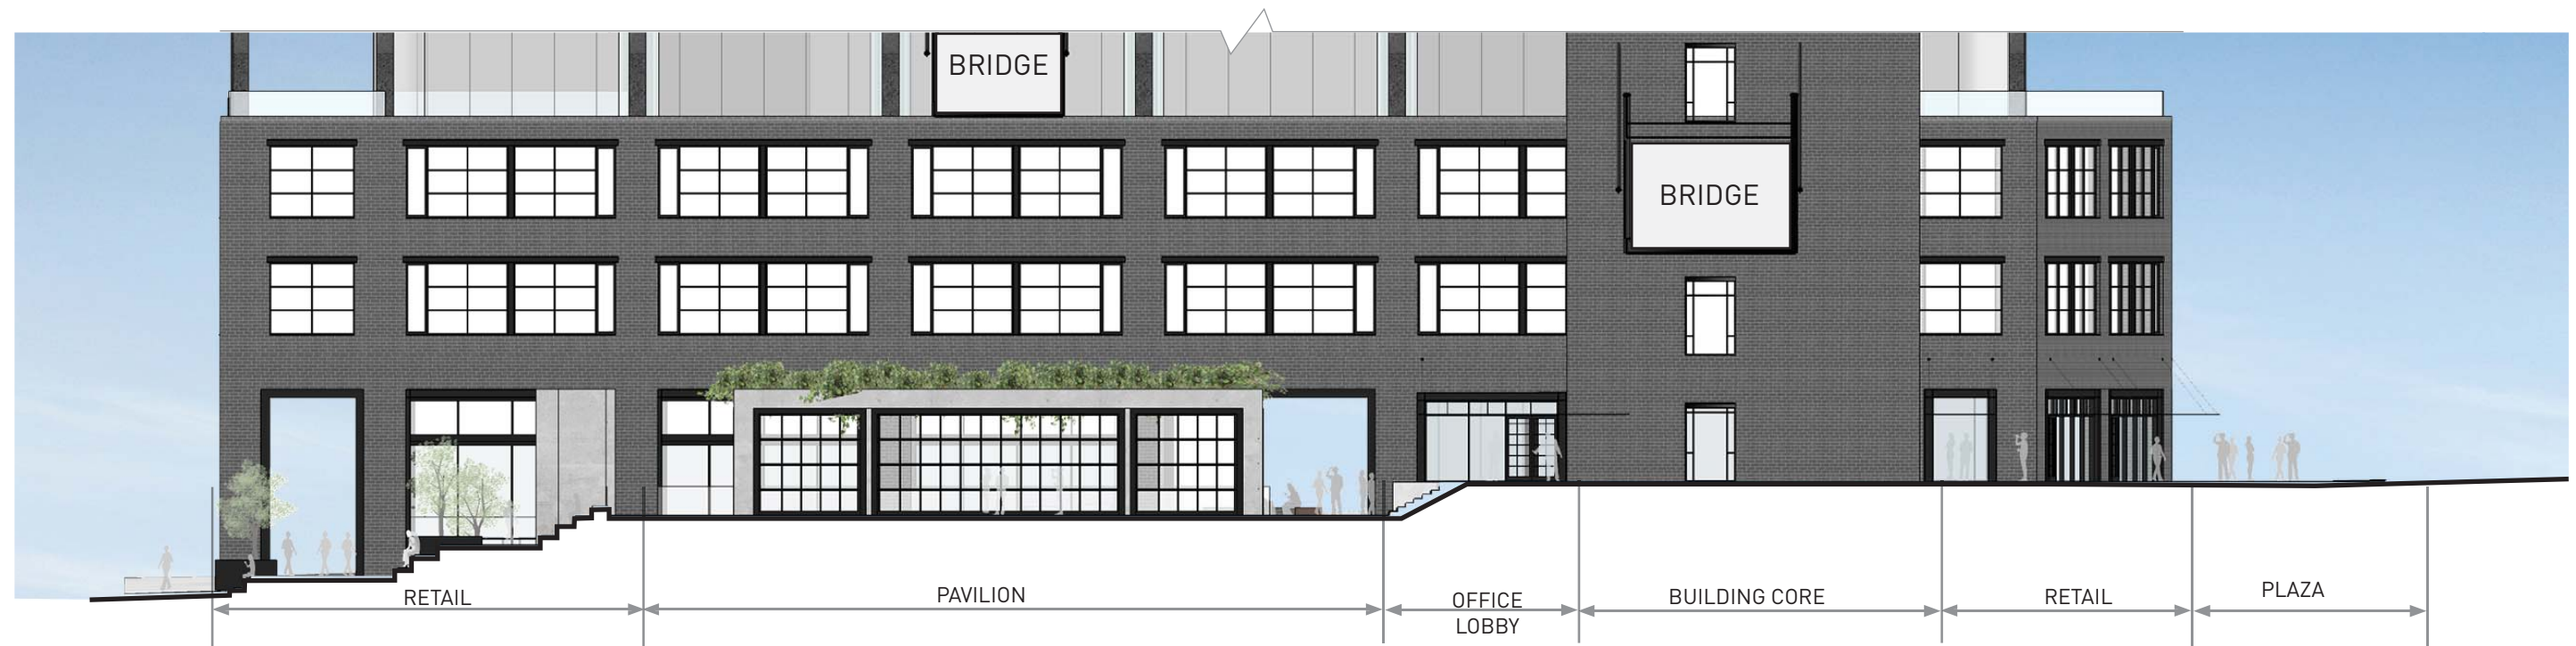 BRIDGE
BRIDGE
RETAIL
PAVILION
OFFICE
LOBBY
BUILDING CORE
RETAIL
PLAZA